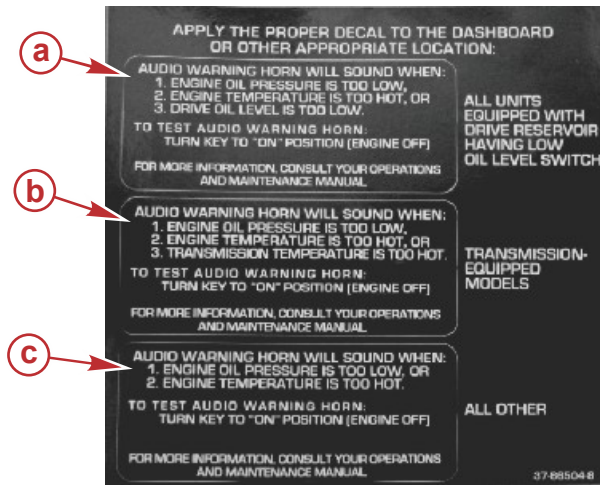 APPLY THE PROPER DECAL TO THE DASHBOARD
OR OTHER APPROPRIATE LOCATION:
a
AUDIO WARNING HORN WILL SOUND WHEN:
1. ENGINE OIL PRESSURE IS TOO LOW,
2. ENGINE TEMPERATURE IS TOO HOT, OR
3. DRIVE OIL LEVEL IS TOO LOW.
TO TEST AUDIO WARNING HORN:
TURN KEY TO "ON" POSITION (ENGINE OFF)
FOR MORE INFORMATION, CONSULT YOUR OPERATIONS
AND MAINTENANCE MANUAL
ALL UNITS
EQUIPPED WITH
DRIVE RESERVOIR
HAVING LOW
OIL LEVEL SWITCH
b
AUDIO WARNING HORN WILL SOUND WHEN:
1. ENGINE OIL PRESSURE IS TOO LOW,
2. ENGINE TEMPERATURE IS TOO HOT, OR
3. TRANSMISSION TEMPERATURE IS TOO HOT.
TO TEST AUDIO WARNING HORN:
TURN KEY TO "ON" POSITION (ENGINE OFF)
FOR MORE INFORMATION, CONSULT YOUR OPERATIONS
AND MAINTENANCE MANUAL
TRANSMISSION-
EQUIPPED
MODELS
c
AUDIO WARNING HORN WILL SOUND WHEN:
1. ENGINE OIL PRESSURE IS TOO LOW, OR
2. ENGINE TEMPERATURE IS TOO HOT.
TO TEST AUDIO WARNING HORN:
TURN KEY TO "ON" POSITION (ENGINE OFF)
FOR MORE INFORMATION, CONSULT YOUR OPERATIONS
AND MAINTENANCE MANUAL
ALL OTHER
37-86504-8